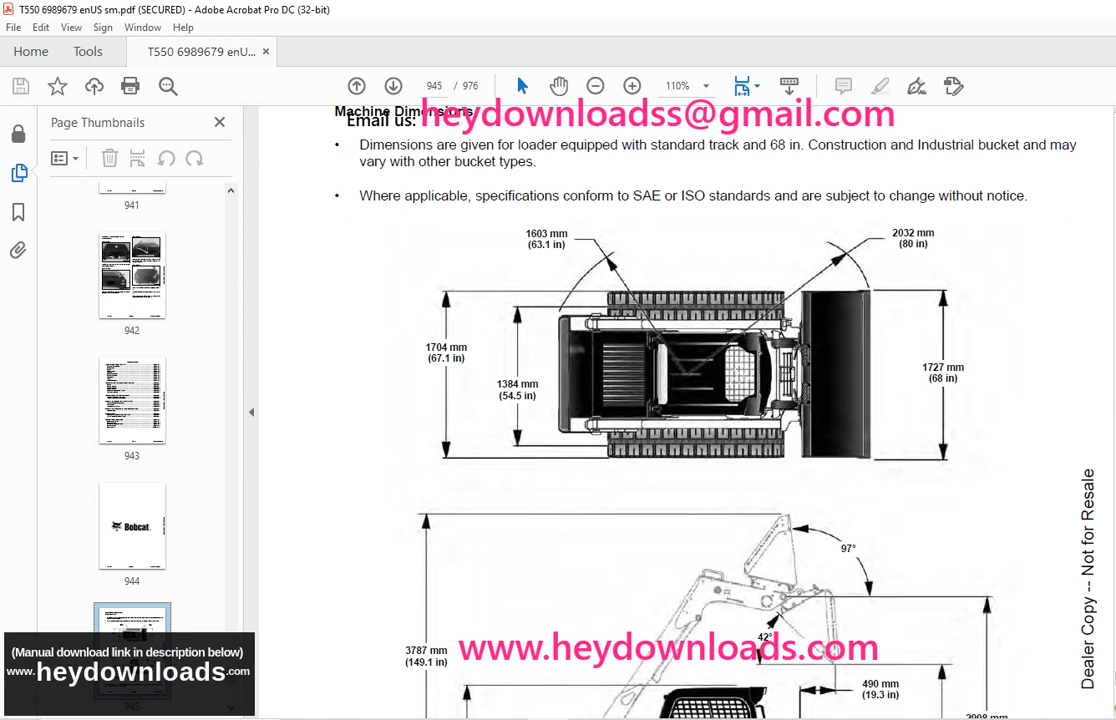 T550 6989679 enUS sm.pdf (SECURED) - Adobe Acrobat Pro DC (32-bit)
File Edit View Sign Window Help
Home Tools T550 6989679 enU... ×
945 / 976 110%
Page Thumbnails
941
942
943
Bobcat
944
945
Machine Dimensions
Email us: heydownloadss@gmail.com
• Dimensions are given for loader equipped with standard track and 68 in. Construction and Industrial bucket and may
vary with other bucket types.
• Where applicable, specifications conform to SAE or ISO standards and are subject to change without notice.
1603 mm
(63.1 in)
2032 mm
(80 in)
1704 mm
(67.1 in)
1384 mm
(54.5 in)
1727 mm
(68 in)
97°
42°
3787 mm
(149.1 in)
490 mm
(19.3 in)
www.heydownloads.com
Dealer Copy -- Not for Resale
(Manual download link in description below)
www.heydownloads.com